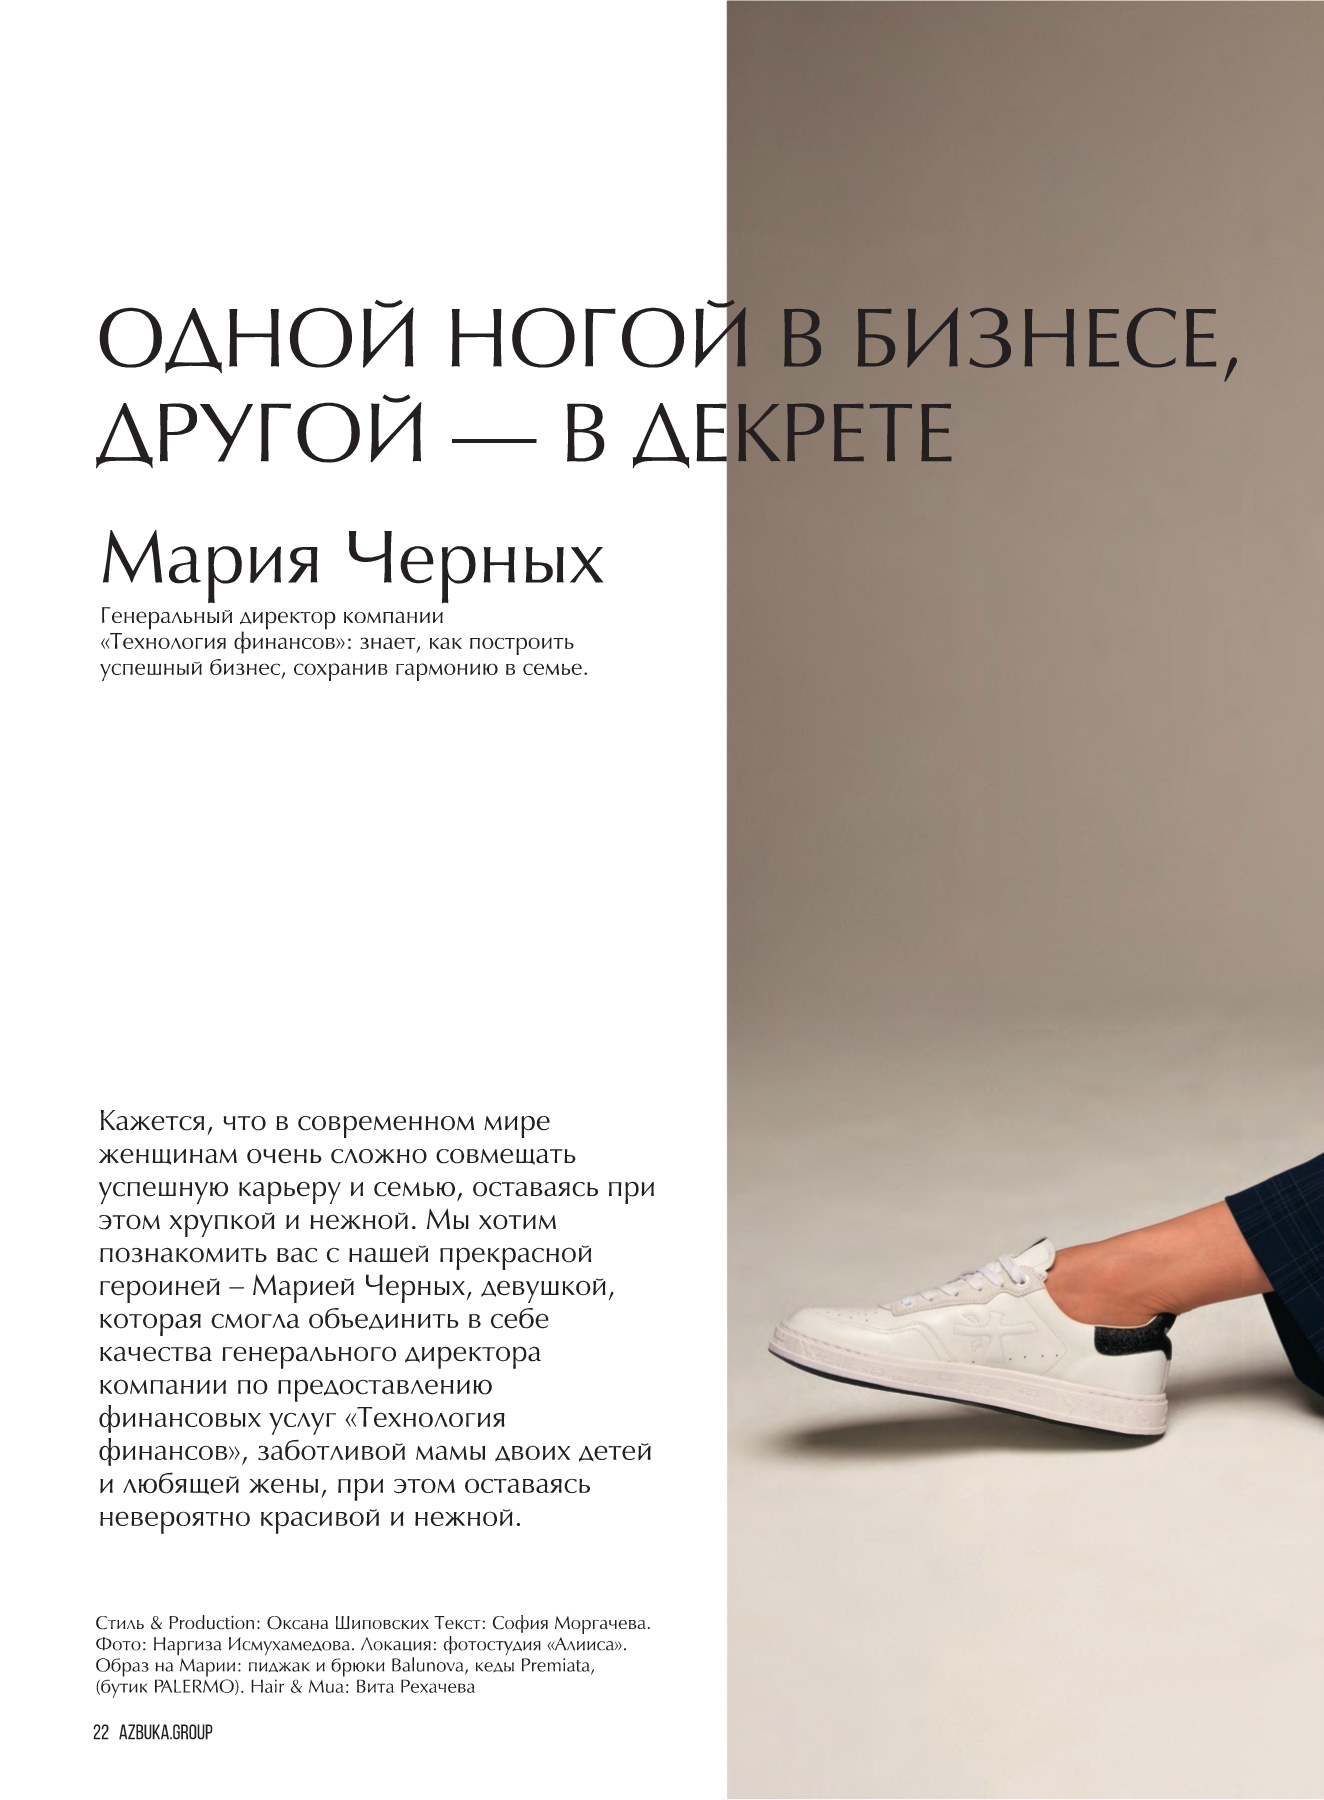 ОДНОЙ НОГОЙ В БИЗНЕСЕ,
ДРУГОЙ — В ДЕКРЕТЕ
Мария Черных
Генеральный директор компании
«Технология финансов»: знает, как построить
успешный бизнес, сохранив гармонию в семье.
Кажется, что в современном мире
женщинам очень сложно совмещать
успешную карьеру и семью, оставаясь при
этом хрупкой и нежной. Мы хотим
познакомить вас с нашей прекрасной
героиней – Марией Черных, девушкой,
которая смогла объединить в себе
качества генерального директора
компании по предоставлению
финансовых услуг «Технология
финансов», заботливой мамы двоих детей
и любящей жены, при этом оставаясь
невероятно красивой и нежной.
Стиль & Production: Оксана Шиповских Текст: София Моргачева.
Фото: Наргиза Исмухамедова. Локация: фотостудия «Алииса».
Образ на Марии: пиджак и брюки Balunova, кеды Premiata,
(бутик PALERMO). Hair & Mua: Вита Рехачева
22 AZBUKA.GROUP